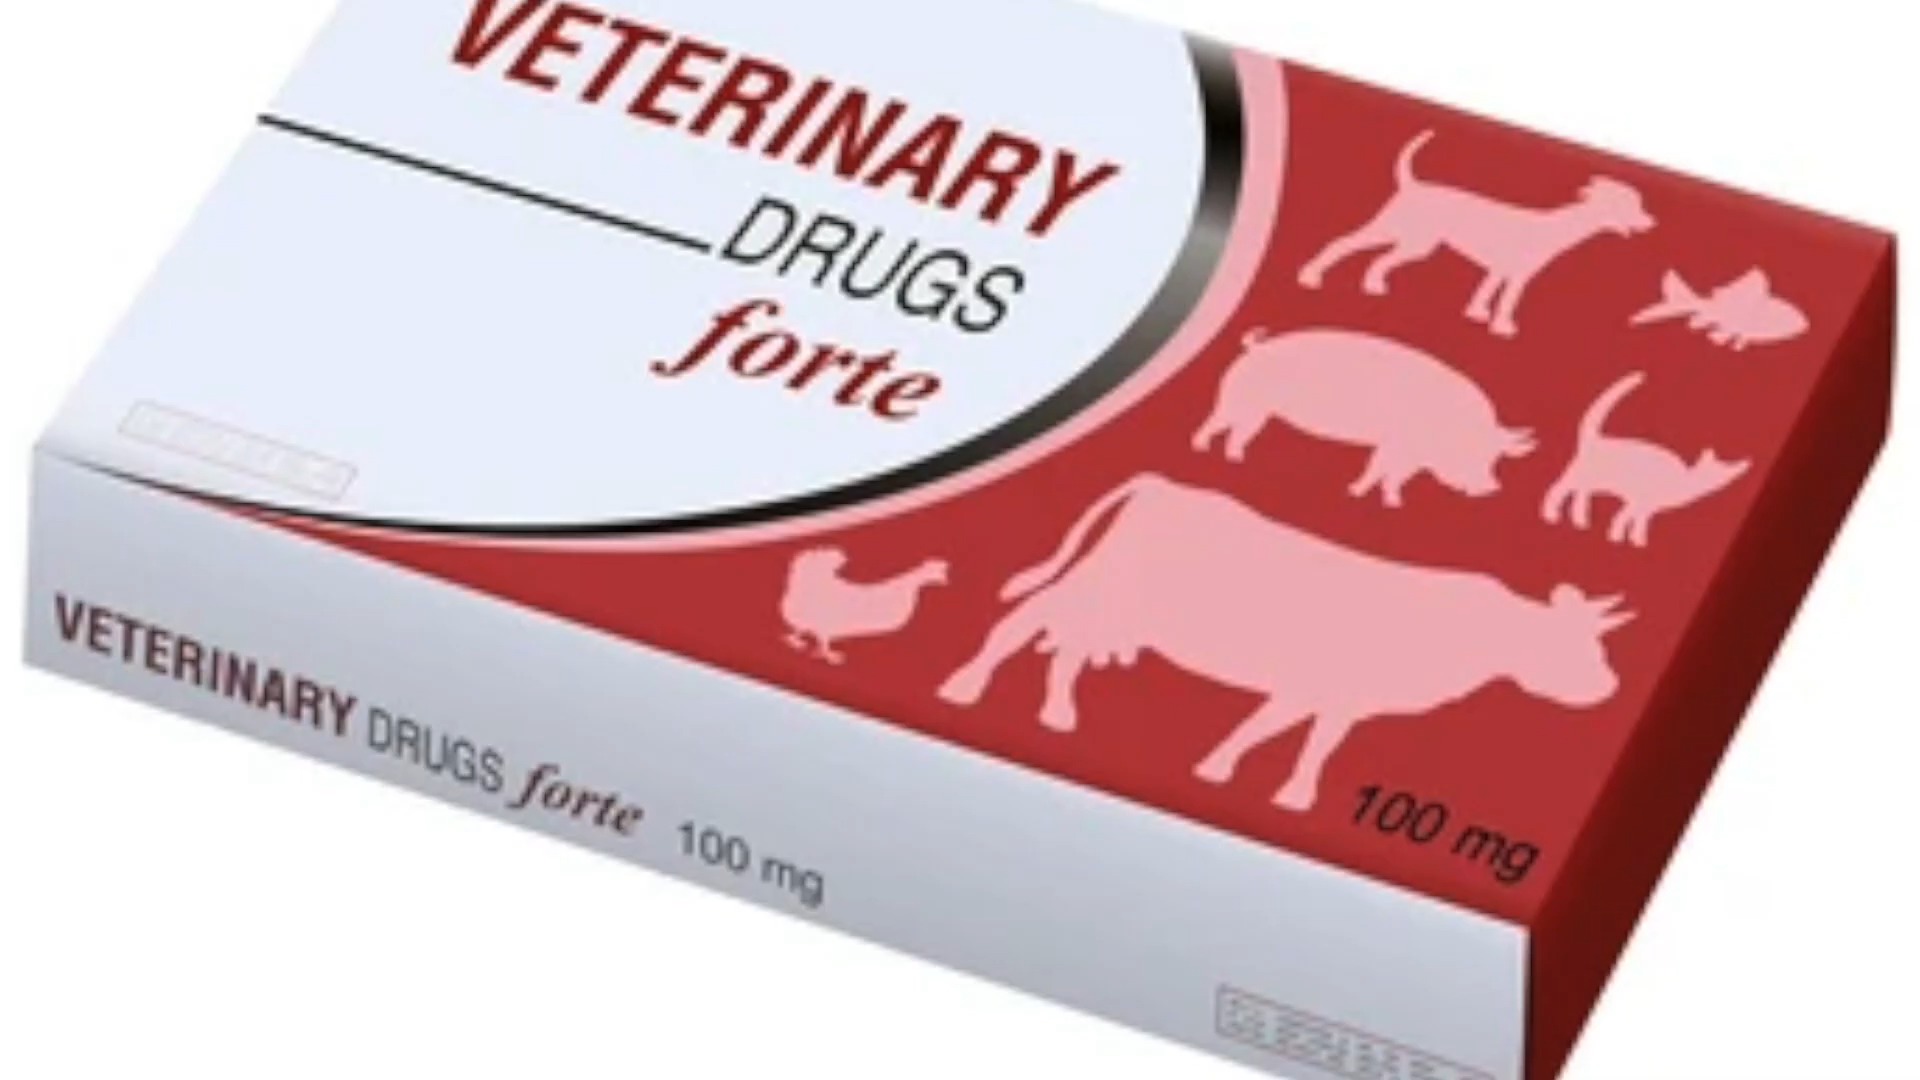 VETERINARY
DRUGS
forte
100 mg
VETERINARY DRUGS forte 100 mg